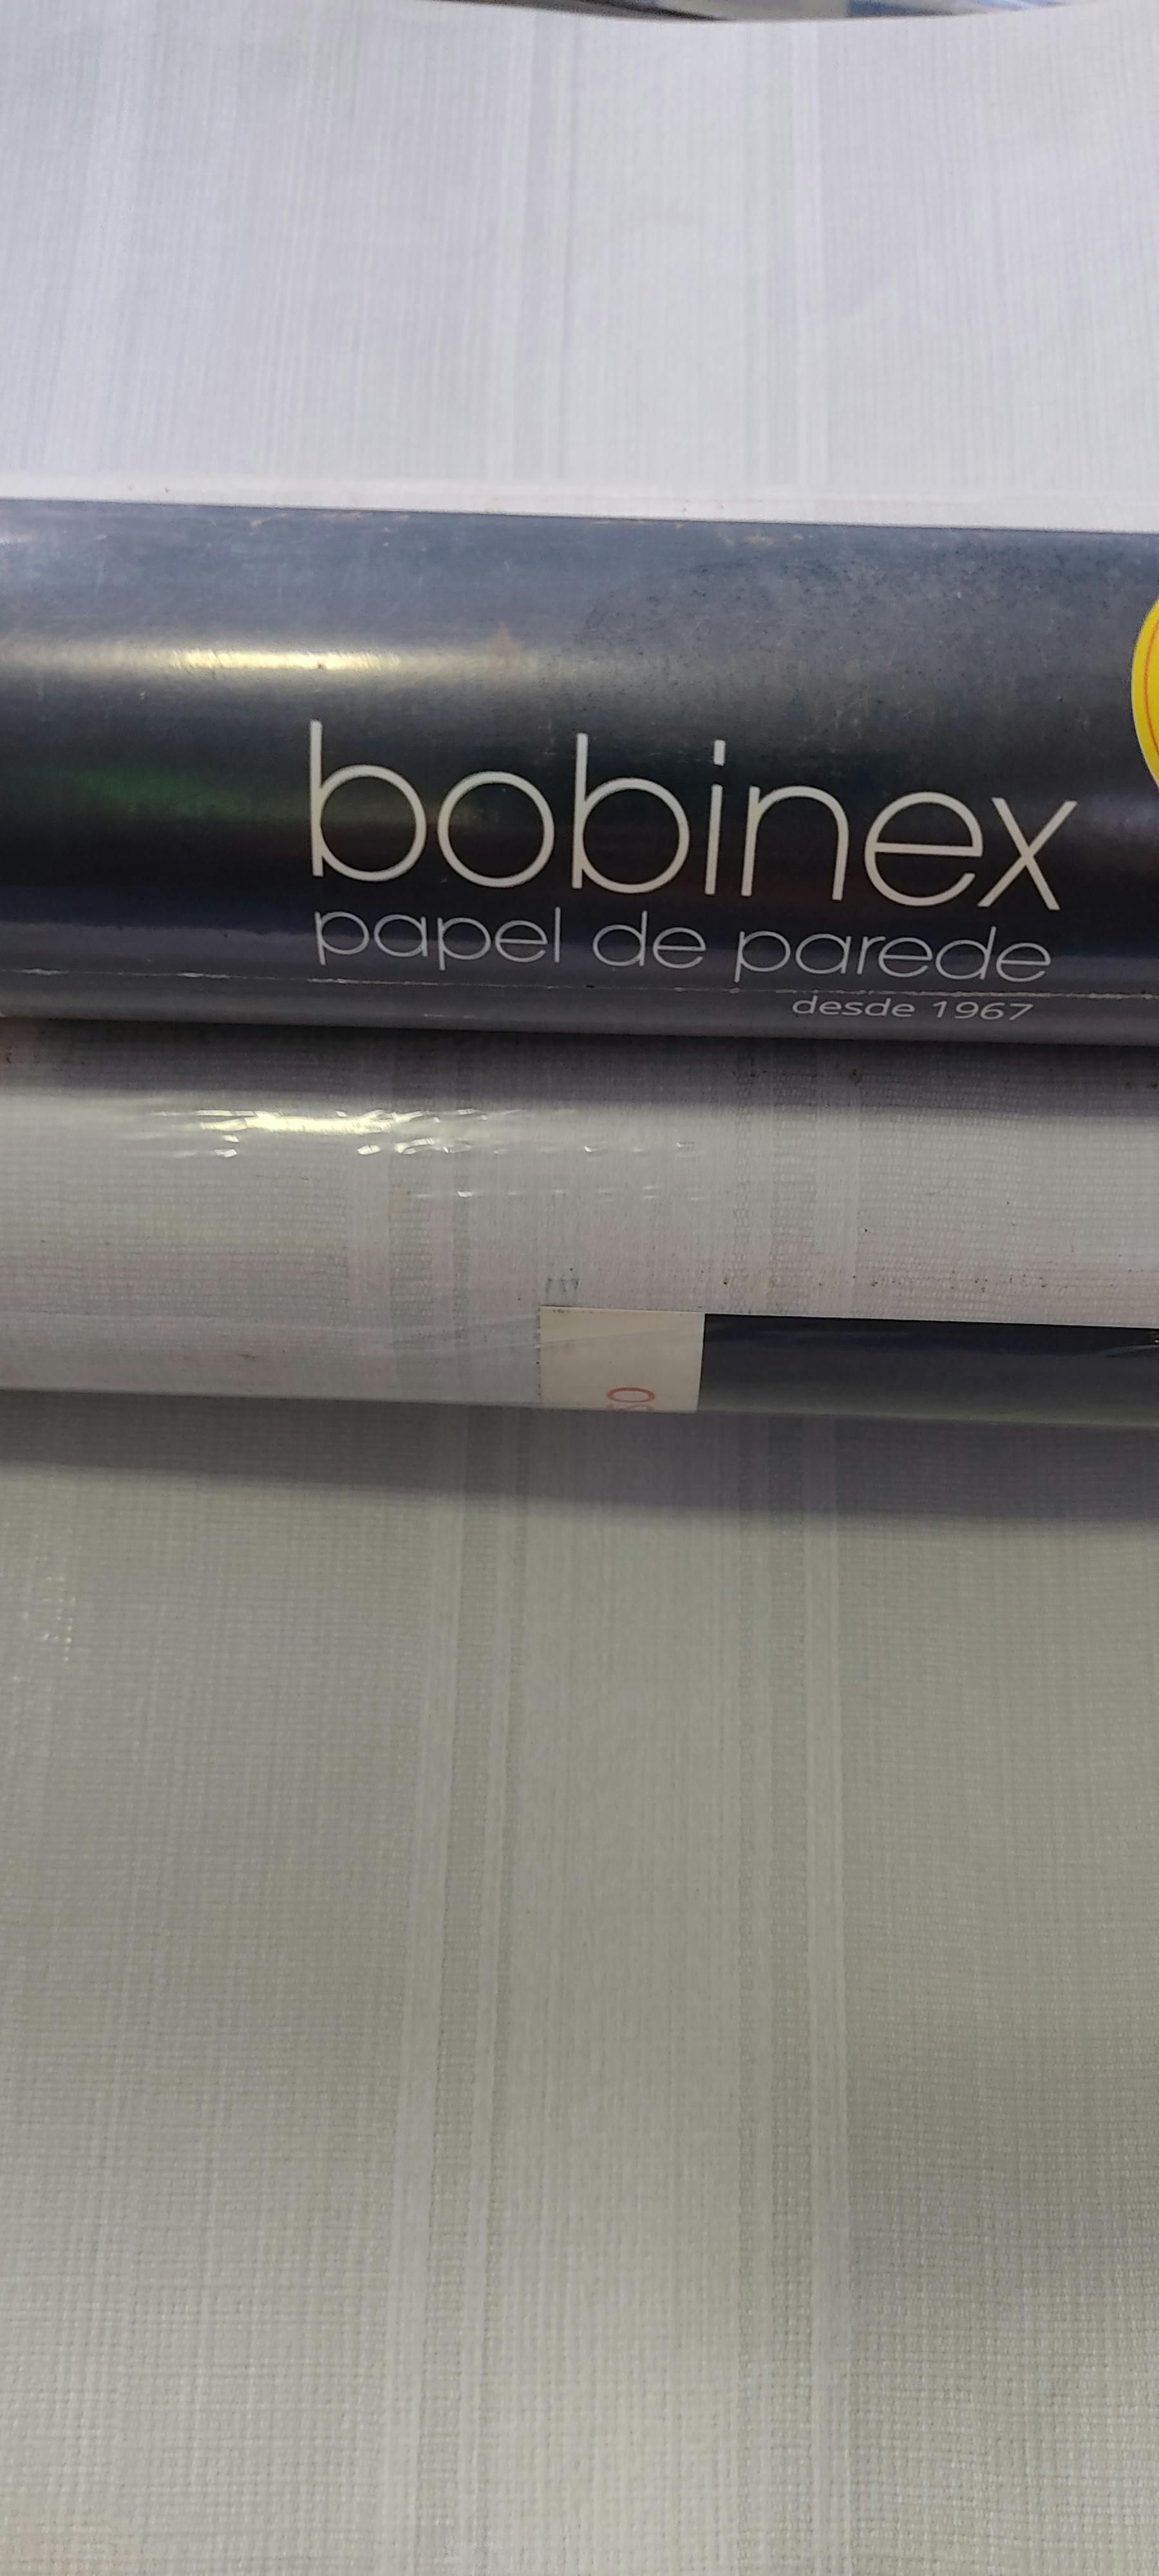 bobinex
papel de parede
desde 1967